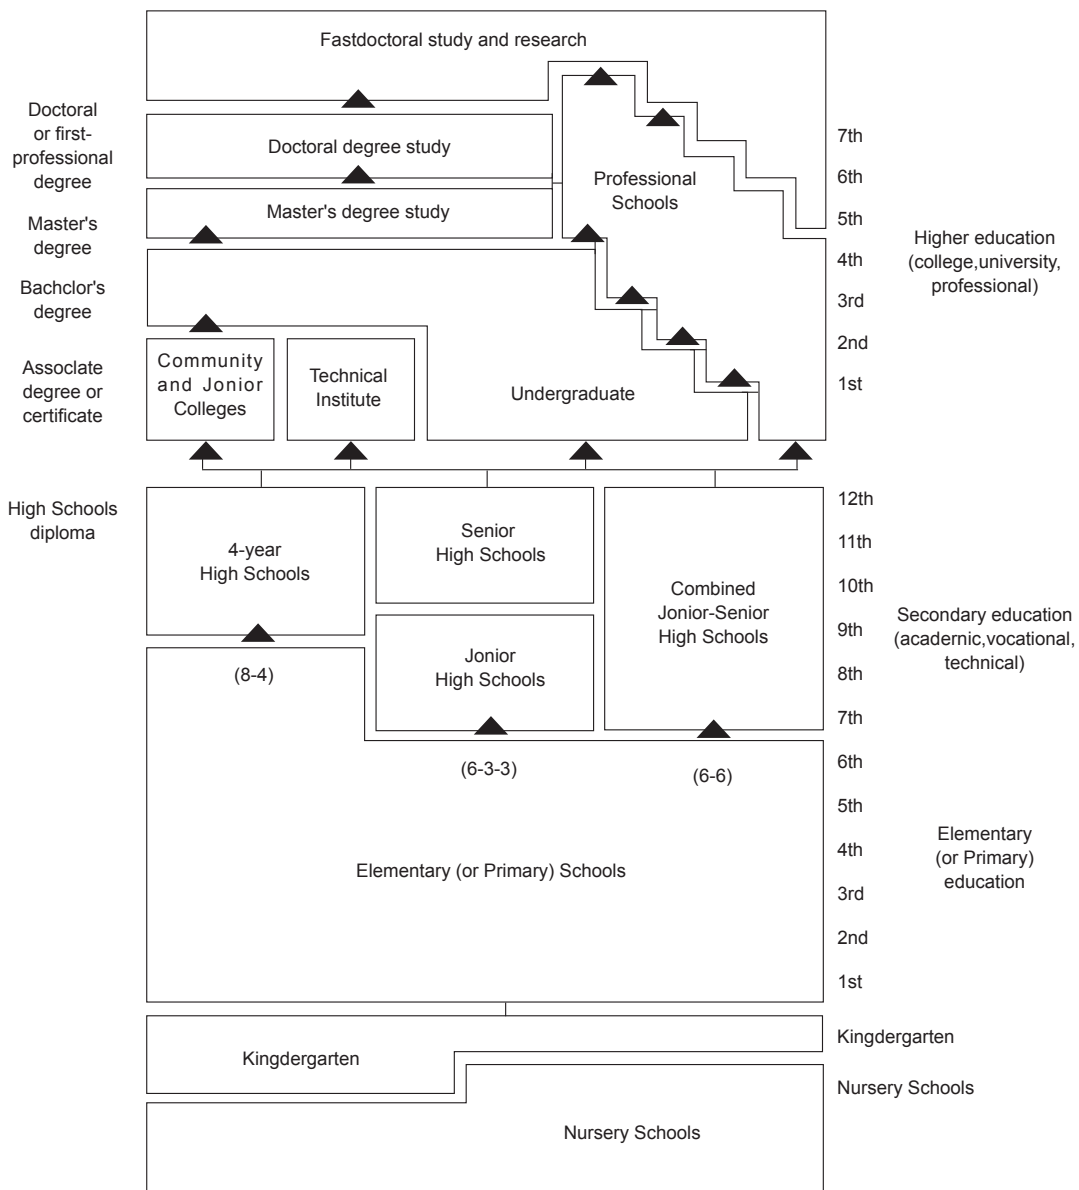 Fastdoctoral study and research
Doctoral
or first-
professional
degree
Doctoral degree study
Master's degree study
Professional
Schools
7th
6th
5th
Master's
degree
4th
3rd
2nd
1st
Higher education
(college,university,
professional)
Bachclor's
degree
Assoclate
degree or
certificate
Community
and Jonior
Colleges
Technical
Institute
Undergraduate
High Schools
diploma
4-year
High Schools
Senior
High Schools
Combined
Jonior-Senior
High Schools
Jonior
High Schools
12th
11th
10th
9th
8th
7th
Secondary education
(acadernic,vocational,
technical)
(8-4)
(6-3-3)
(6-6)
Elementary (or Primary) Schools
6th
5th
4th
3rd
2nd
1st
Elementary
(or Primary)
education
Kingdergarten
Kingdergarten
Nursery Schools
Nursery Schools